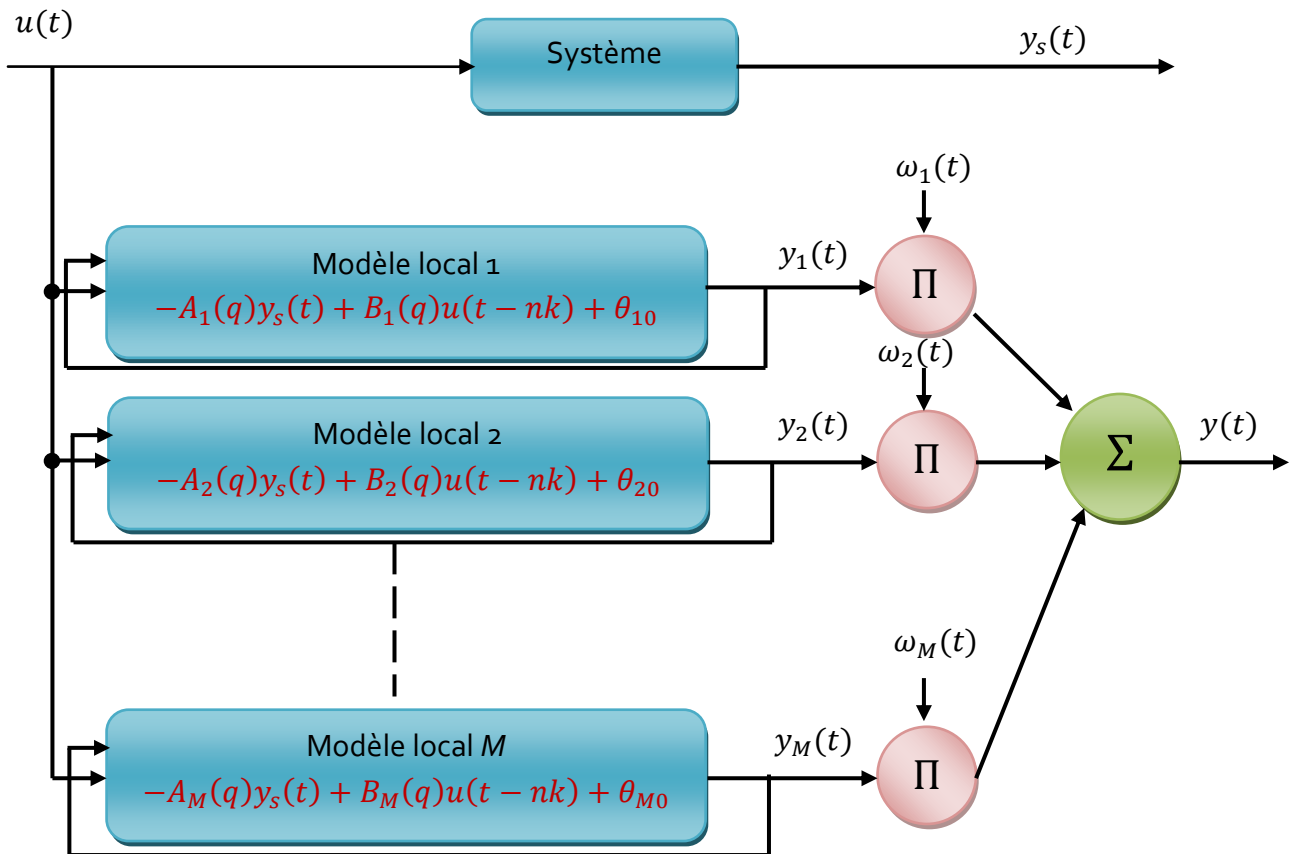 u(t)
Système
y_s(t)
ω_1(t)
Modèle local 1
−A_1(q)y_s(t) + B_1(q)u(t − nk) + θ_10
y_1(t)
Π
ω_2(t)
Modèle local 2
−A_2(q)y_s(t) + B_2(q)u(t − nk) + θ_20
y_2(t)
Π
Σ
y(t)
ω_M(t)
Modèle local M
−A_M(q)y_s(t) + B_M(q)u(t − nk) + θ_M0
y_M(t)
Π